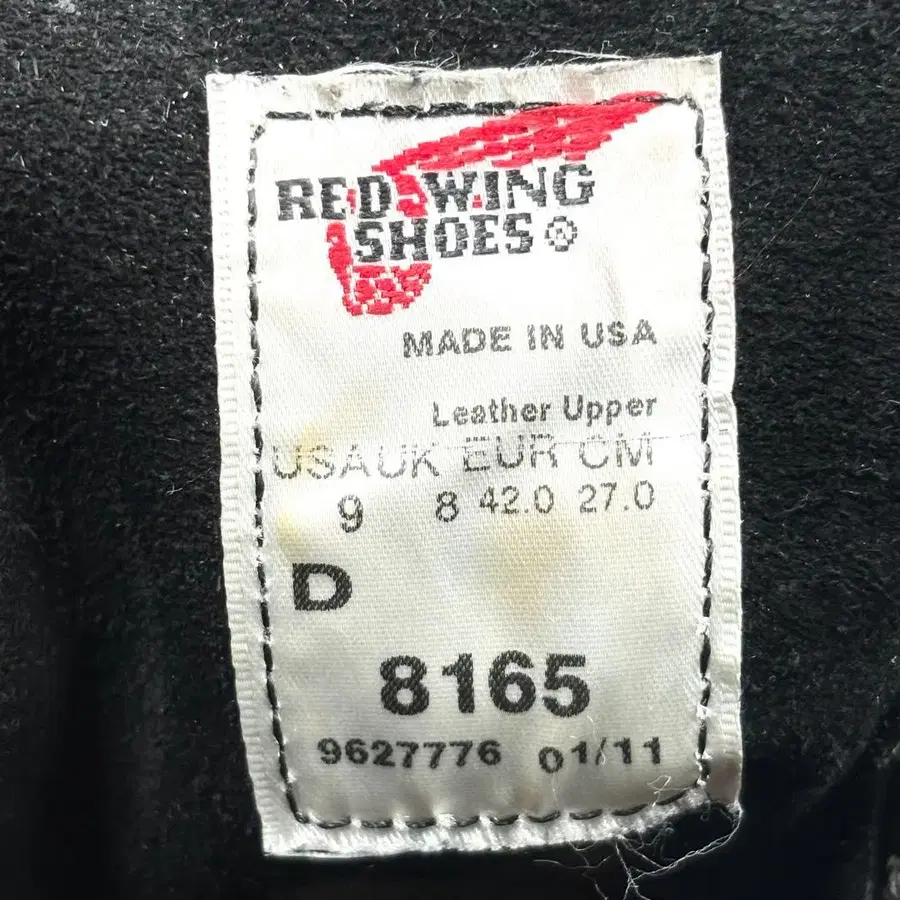 RED WING
SHOES®
MADE IN USA
Leather Upper
USA UK EUR CM
9 8 42.0 27.0
D
8165
9627776 01/11